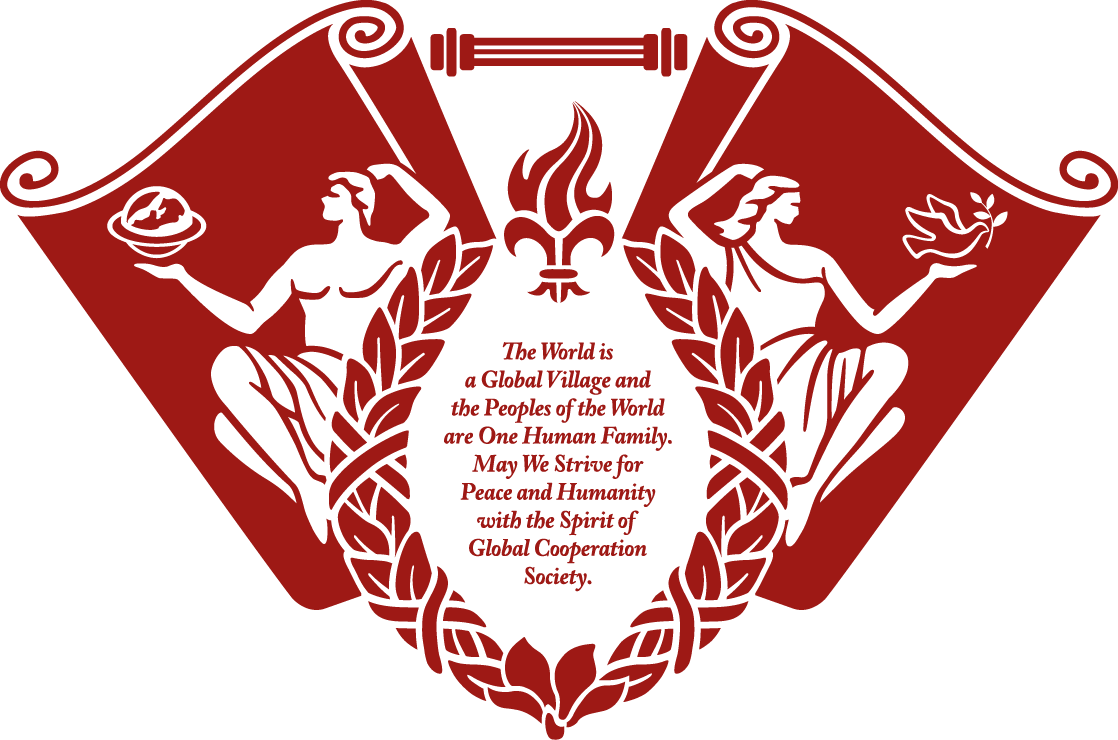 The World is
a Global Village and
the Peoples of the World
are One Human Family.
May We Strive for
Peace and Humanity
with the Spirit of
Global Cooperation
Society.